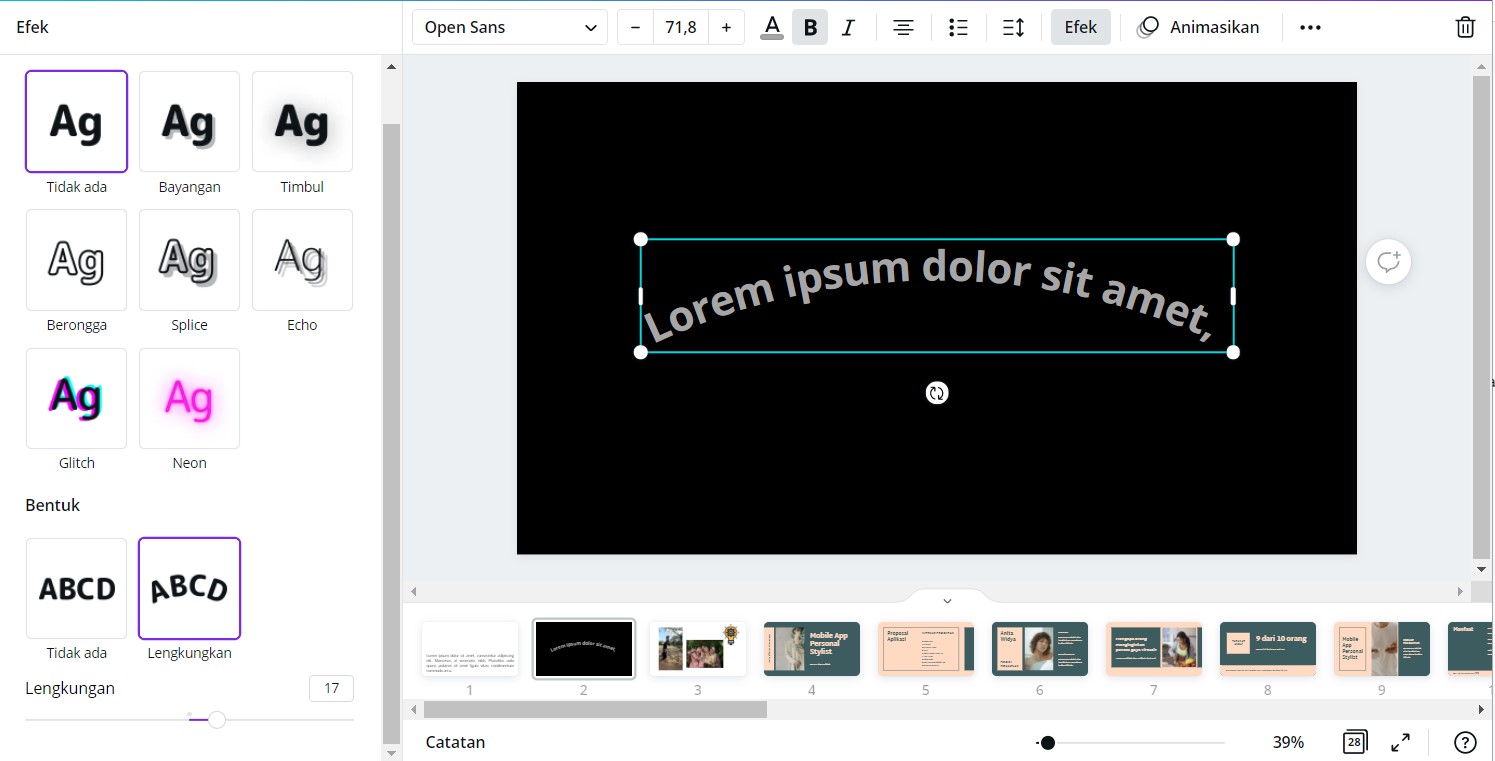 Efek
Open Sans
− 71,8 +
A B I
Efek
Animasikan
Ag Ag Ag
Tidak ada Bayangan Timbul
Ag Ag Ag
Berongga Splice Echo
Ag Ag
Glitch Neon
Bentuk
ABCD ABCD
Tidak ada Lengkungkan
Lengkungan 17
Lorem ipsum dolor sit amet,
Lorem ipsum dolor sit amet,
Mobile App
Personal
Stylist
Proposal
Aplikasi
Anita
Widya
9 dari 10 orang
Mobile
App
Personal
Stylist
Manfaat
1 2 3 4 5 6 7 8 9 1
Catatan
39%
28
?